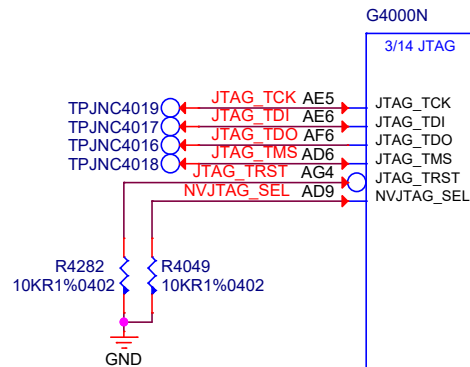 G4000N
3/14 JTAG
TPJNC4019 JTAG_TCK AE5 JTAG_TCK
TPJNC4017 JTAG_TDI AE6 JTAG_TDI
TPJNC4016 JTAG_TDO AF6 JTAG_TDO
TPJNC4018 JTAG_TMS AD6 JTAG_TMS
JTAG_TRST AG4 JTAG_TRST
NVJTAG_SEL AD9 NVJTAG_SEL
R4282 R4049
10KR1%0402 10KR1%0402
GND